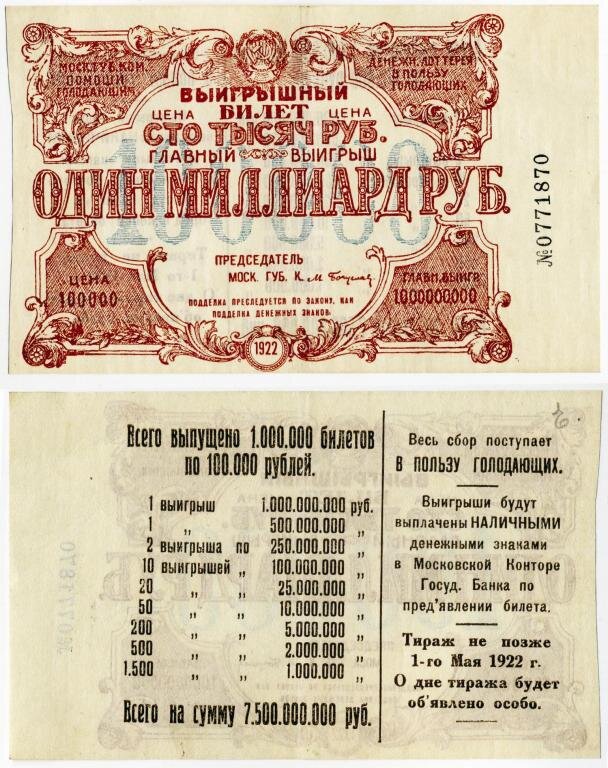 МОСК. ГУБ. КОМ.
ПОМОЩИ
ГОЛОДАЮЩИМ
ДЕНЕЖН. ЛОТТЕРЕЯ
В ПОЛЬЗУ
ГОЛОДАЮЩИХ
ВЫИГРЫШНЫЙ
ЦЕНА БИЛЕТ ЦЕНА
СТО ТЫСЯЧ РУБ.
ГЛАВНЫЙ ВЫИГРЫШ
100000
ОДИН МИЛЛИАРД РУБ.
ПРЕДСЕДАТЕЛЬ
МОСК. ГУБ. К.
ЦЕНА
100000
ГЛАВН. ВЫИГР.
1000000000
ПОДДЕЛКА ПРЕСЛЕДУЕТСЯ ПО ЗАКОНУ, КАК
ПОДДЕЛКА ДЕНЕЖНЫХ ЗНАКОВ.
1922
№0771870
Всего выпущено 1.000.000 билетов
по 100.000 рублей.
1 выигрыш 1.000.000.000 руб.
1 „ 500.000.000 „
2 выигрыша по 250.000.000 „
10 выигрышей „ 100.000.000 „
20 „ „ 25.000.000 „
50 „ „ 10.000.000 „
200 „ „ 5.000.000 „
500 „ „ 2.000.000 „
1.500 „ „ 1.000.000 „
Всего на сумму 7.500.000.000 руб.
Весь сбор поступает
В ПОЛЬЗУ ГОЛОДАЮЩИХ.
Выигрыши будут
выплачены НАЛИЧНЫМИ
денежными знаками
в Московской Конторе
Госуд. Банка по
пред’явлении билета.
Тираж не позже
1-го Мая 1922 г.
О дне тиража будет
об’явлено особо.